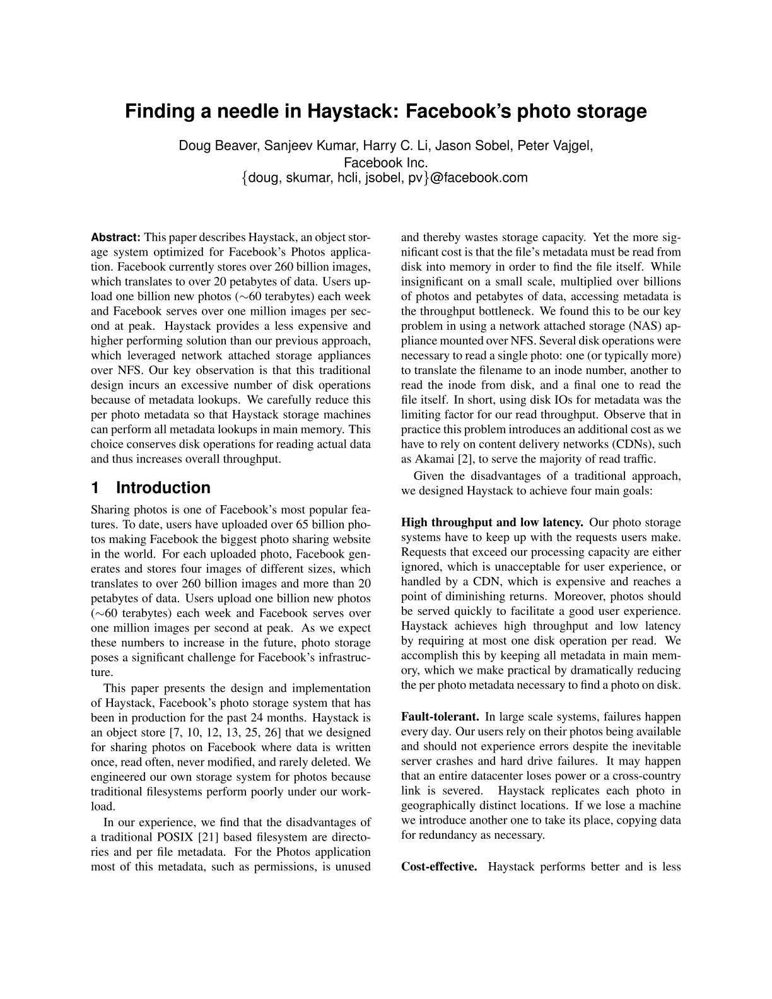 Finding a needle in Haystack: Facebook's photo storage
Doug Beaver, Sanjeev Kumar, Harry C. Li, Jason Sobel, Peter Vajgel,
Facebook Inc.
{doug, skumar, hcli, jsobel, pv}@facebook.com
Abstract: This paper describes Haystack, an object stor-
age system optimized for Facebook's Photos applica-
tion. Facebook currently stores over 260 billion images,
which translates to over 20 petabytes of data. Users up-
load one billion new photos (∼60 terabytes) each week
and Facebook serves over one million images per sec-
ond at peak. Haystack provides a less expensive and
higher performing solution than our previous approach,
which leveraged network attached storage appliances
over NFS. Our key observation is that this traditional
design incurs an excessive number of disk operations
because of metadata lookups. We carefully reduce this
per photo metadata so that Haystack storage machines
can perform all metadata lookups in main memory. This
choice conserves disk operations for reading actual data
and thus increases overall throughput.
1 Introduction
Sharing photos is one of Facebook's most popular fea-
tures. To date, users have uploaded over 65 billion pho-
tos making Facebook the biggest photo sharing website
in the world. For each uploaded photo, Facebook gen-
erates and stores four images of different sizes, which
translates to over 260 billion images and more than 20
petabytes of data. Users upload one billion new photos
(∼60 terabytes) each week and Facebook serves over
one million images per second at peak. As we expect
these numbers to increase in the future, photo storage
poses a significant challenge for Facebook's infrastruc-
ture.
This paper presents the design and implementation
of Haystack, Facebook's photo storage system that has
been in production for the past 24 months. Haystack is
an object store [7, 10, 12, 13, 25, 26] that we designed
for sharing photos on Facebook where data is written
once, read often, never modified, and rarely deleted. We
engineered our own storage system for photos because
traditional filesystems perform poorly under our work-
load.
In our experience, we find that the disadvantages of
a traditional POSIX [21] based filesystem are directo-
ries and per file metadata. For the Photos application
most of this metadata, such as permissions, is unused
and thereby wastes storage capacity. Yet the more sig-
nificant cost is that the file's metadata must be read from
disk into memory in order to find the file itself. While
insignificant on a small scale, multiplied over billions
of photos and petabytes of data, accessing metadata is
the throughput bottleneck. We found this to be our key
problem in using a network attached storage (NAS) ap-
pliance mounted over NFS. Several disk operations were
necessary to read a single photo: one (or typically more)
to translate the filename to an inode number, another to
read the inode from disk, and a final one to read the
file itself. In short, using disk IOs for metadata was the
limiting factor for our read throughput. Observe that in
practice this problem introduces an additional cost as we
have to rely on content delivery networks (CDNs), such
as Akamai [2], to serve the majority of read traffic.
Given the disadvantages of a traditional approach,
we designed Haystack to achieve four main goals:
High throughput and low latency. Our photo storage
systems have to keep up with the requests users make.
Requests that exceed our processing capacity are either
ignored, which is unacceptable for user experience, or
handled by a CDN, which is expensive and reaches a
point of diminishing returns. Moreover, photos should
be served quickly to facilitate a good user experience.
Haystack achieves high throughput and low latency
by requiring at most one disk operation per read. We
accomplish this by keeping all metadata in main mem-
ory, which we make practical by dramatically reducing
the per photo metadata necessary to find a photo on disk.
Fault-tolerant. In large scale systems, failures happen
every day. Our users rely on their photos being available
and should not experience errors despite the inevitable
server crashes and hard drive failures. It may happen
that an entire datacenter loses power or a cross-country
link is severed. Haystack replicates each photo in
geographically distinct locations. If we lose a machine
we introduce another one to take its place, copying data
for redundancy as necessary.
Cost-effective. Haystack performs better and is less